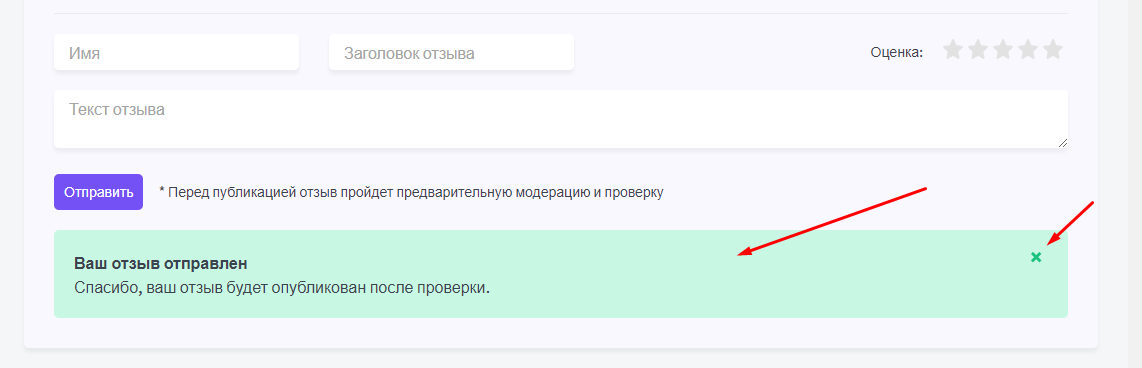 Имя
Заголовок отзыва
Оценка:
Текст отзыва
Отправить
* Перед публикацией отзыв пройдет предварительную модерацию и проверку
Ваш отзыв отправлен
Спасибо, ваш отзыв будет опубликован после проверки.